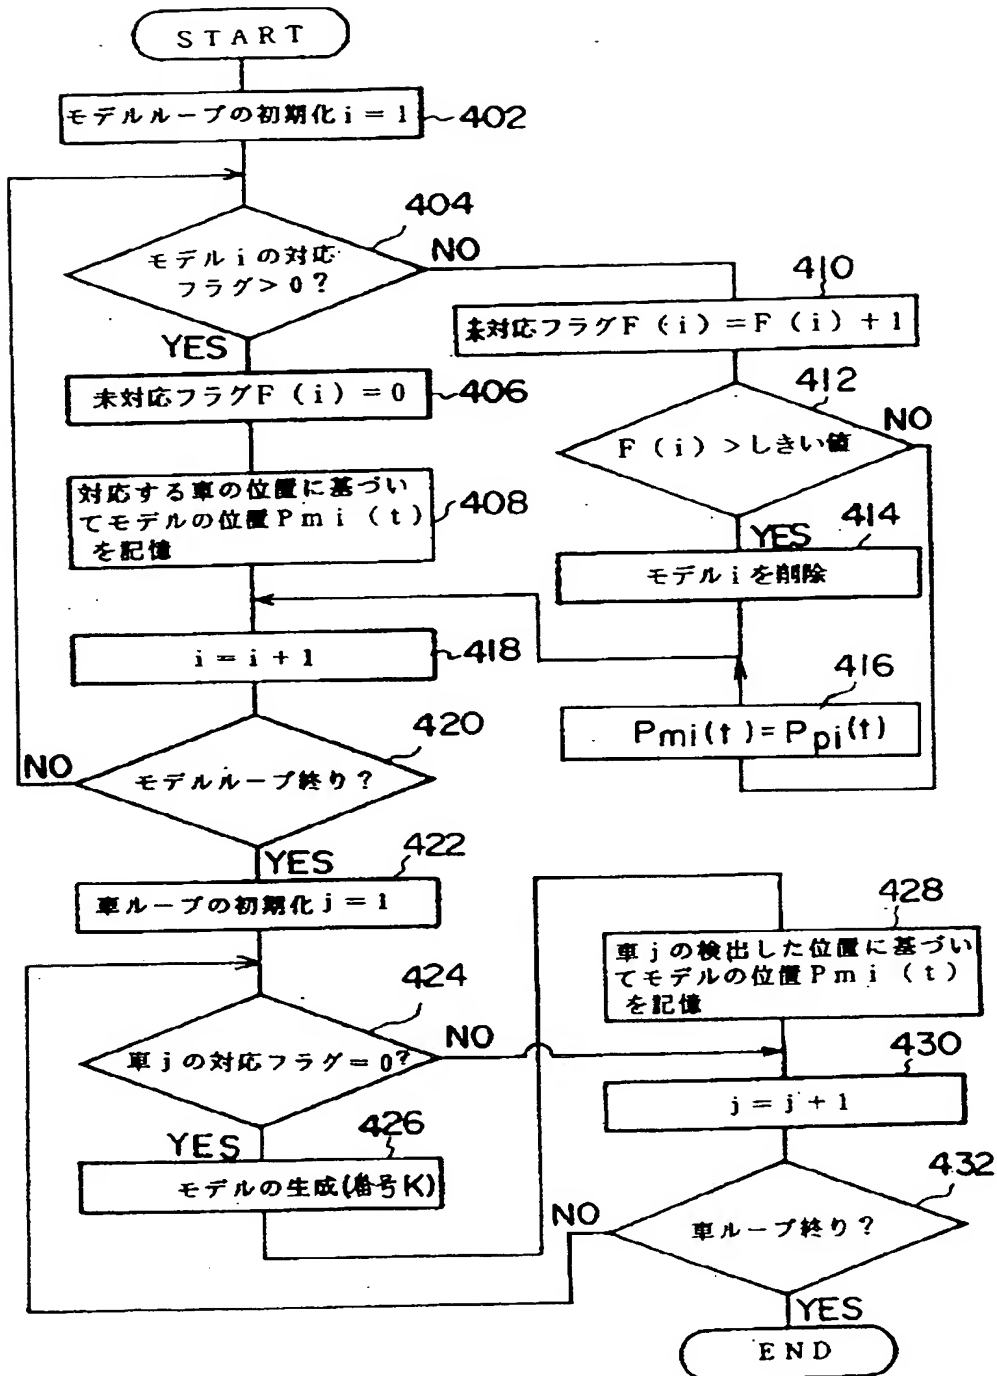 START
モデルループの初期化 i = 1
402
404
モデル i の対応
フラグ > 0 ?
NO
YES
410
未対応フラグ F (i) = F (i) + 1
未対応フラグ F (i) = 0
406
412
F (i) > しきい値
NO
対応する車の位置に基づい
てモデルの位置 Pmi (t)
を記憶
408
YES
414
モデル i を削除
i = i + 1
418
416
Pmi(t) = Ppi(t)
420
モデルループ終り ?
NO
YES
422
車ループの初期化 j = 1
428
車 j の検出した位置に基づい
てモデルの位置 Pmi (t)
を記憶
424
車 j の対応フラグ = 0?
NO
430
j = j + 1
YES
426
モデルの生成(番号K)
432
車ループ終り ?
NO
YES
END